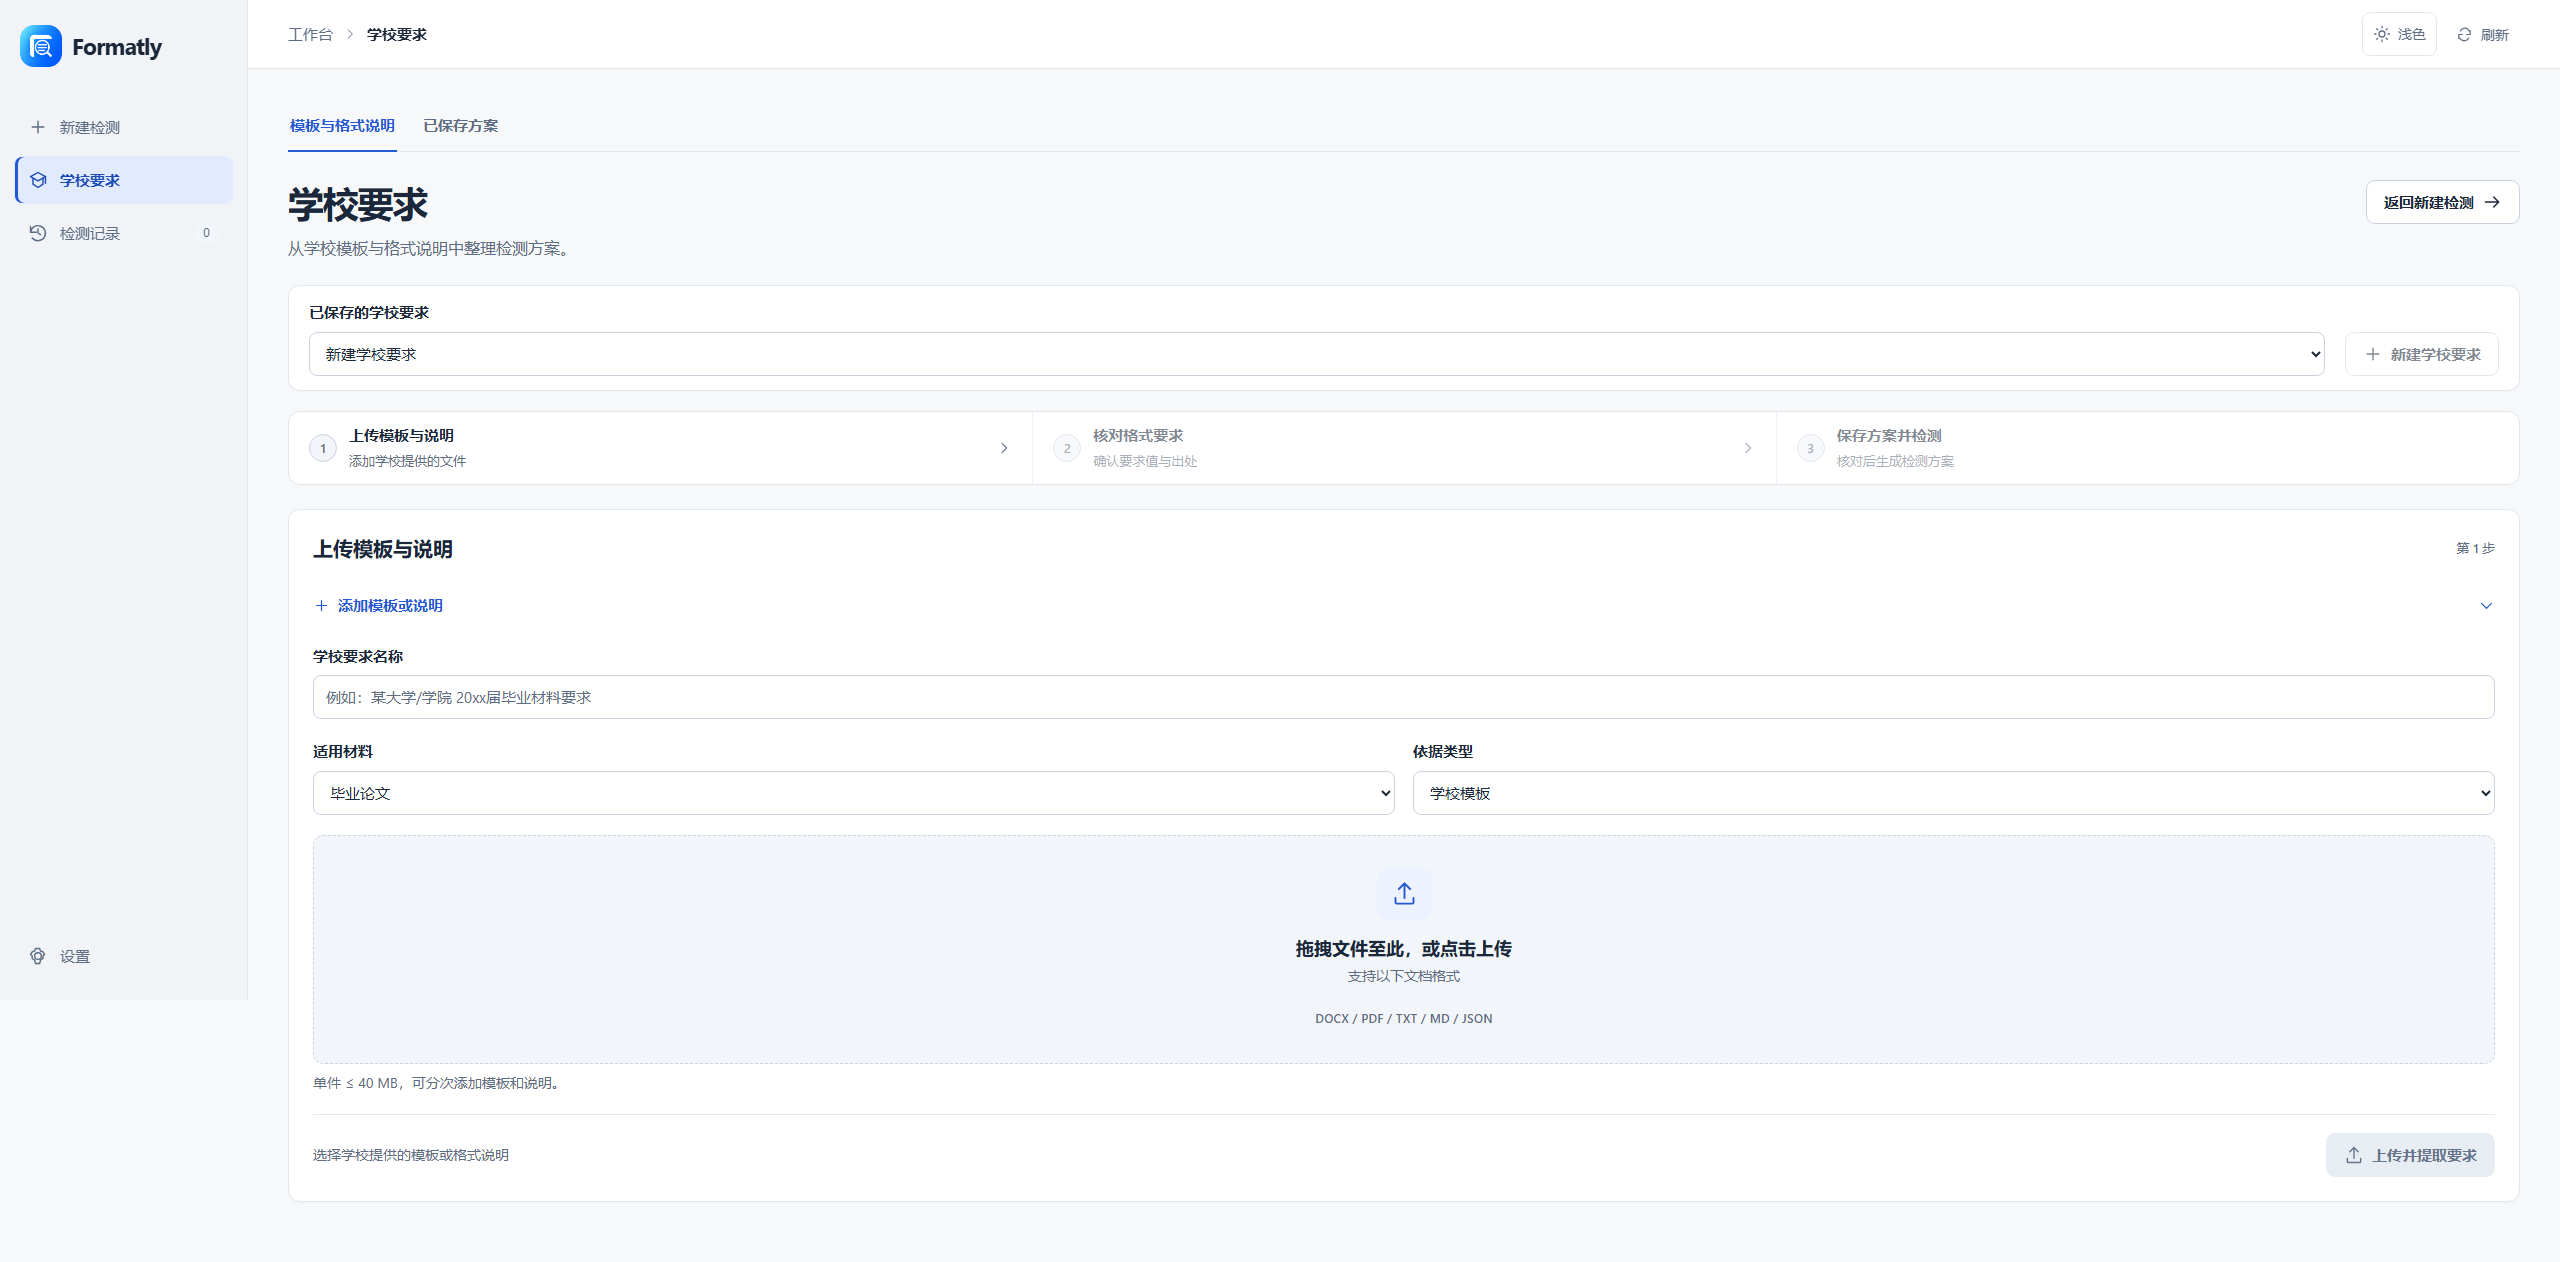 Formatly
新建检测
学校要求
检测记录 0
设置
工作台 > 学校要求
浅色 刷新
模板与格式说明 已保存方案
学校要求
从学校模板与格式说明中整理检测方案。
返回新建检测
已保存的学校要求
新建学校要求
新建学校要求
1 上传模板与说明
添加学校提供的文件
2 核对格式要求
确认要求值与出处
3 保存方案并检测
核对后生成检测方案
上传模板与说明
第 1 步
添加模板或说明
学校要求名称
例如：某大学/学院 20xx届毕业材料要求
适用材料
毕业论文
依据类型
学校模板
拖拽文件至此，或点击上传
支持以下文档格式
DOCX / PDF / TXT / MD / JSON
单件 ≤ 40 MB，可分次添加模板和说明。
选择学校提供的模板或格式说明
上传并提取要求